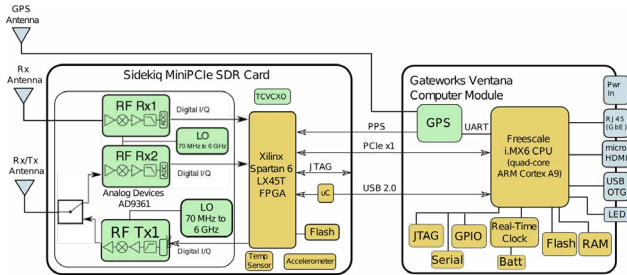 GPS
Antenna
Rx
Antenna
Rx/Tx
Antenna
Sidekiq MiniPCIe SDR Card
TCVCXO
RF Rx1
ADC
Digital I/Q
LO
70 MHz to 6 GHz
RF Rx2
ADC
Digital I/Q
Analog Devices
AD9361
LO
70 MHz to
6 GHz
RF Tx1
Digital I/Q
Xilinx
Spartan 6
LX45T
FPGA
Temp
Sensor
Accelerometer
Flash
uC
JTAG
PPS
PCIe x1
USB 2.0
Gateworks Ventana
Computer Module
GPS
UART
Freescale
i.MX6 CPU
(quad-core
ARM Cortex A9)
JTAG
Serial
GPIO
Real-Time
Clock
Batt
Flash
RAM
Pwr
In
RJ45
(GbE)
micro
HDMI
USB
OTG
LED